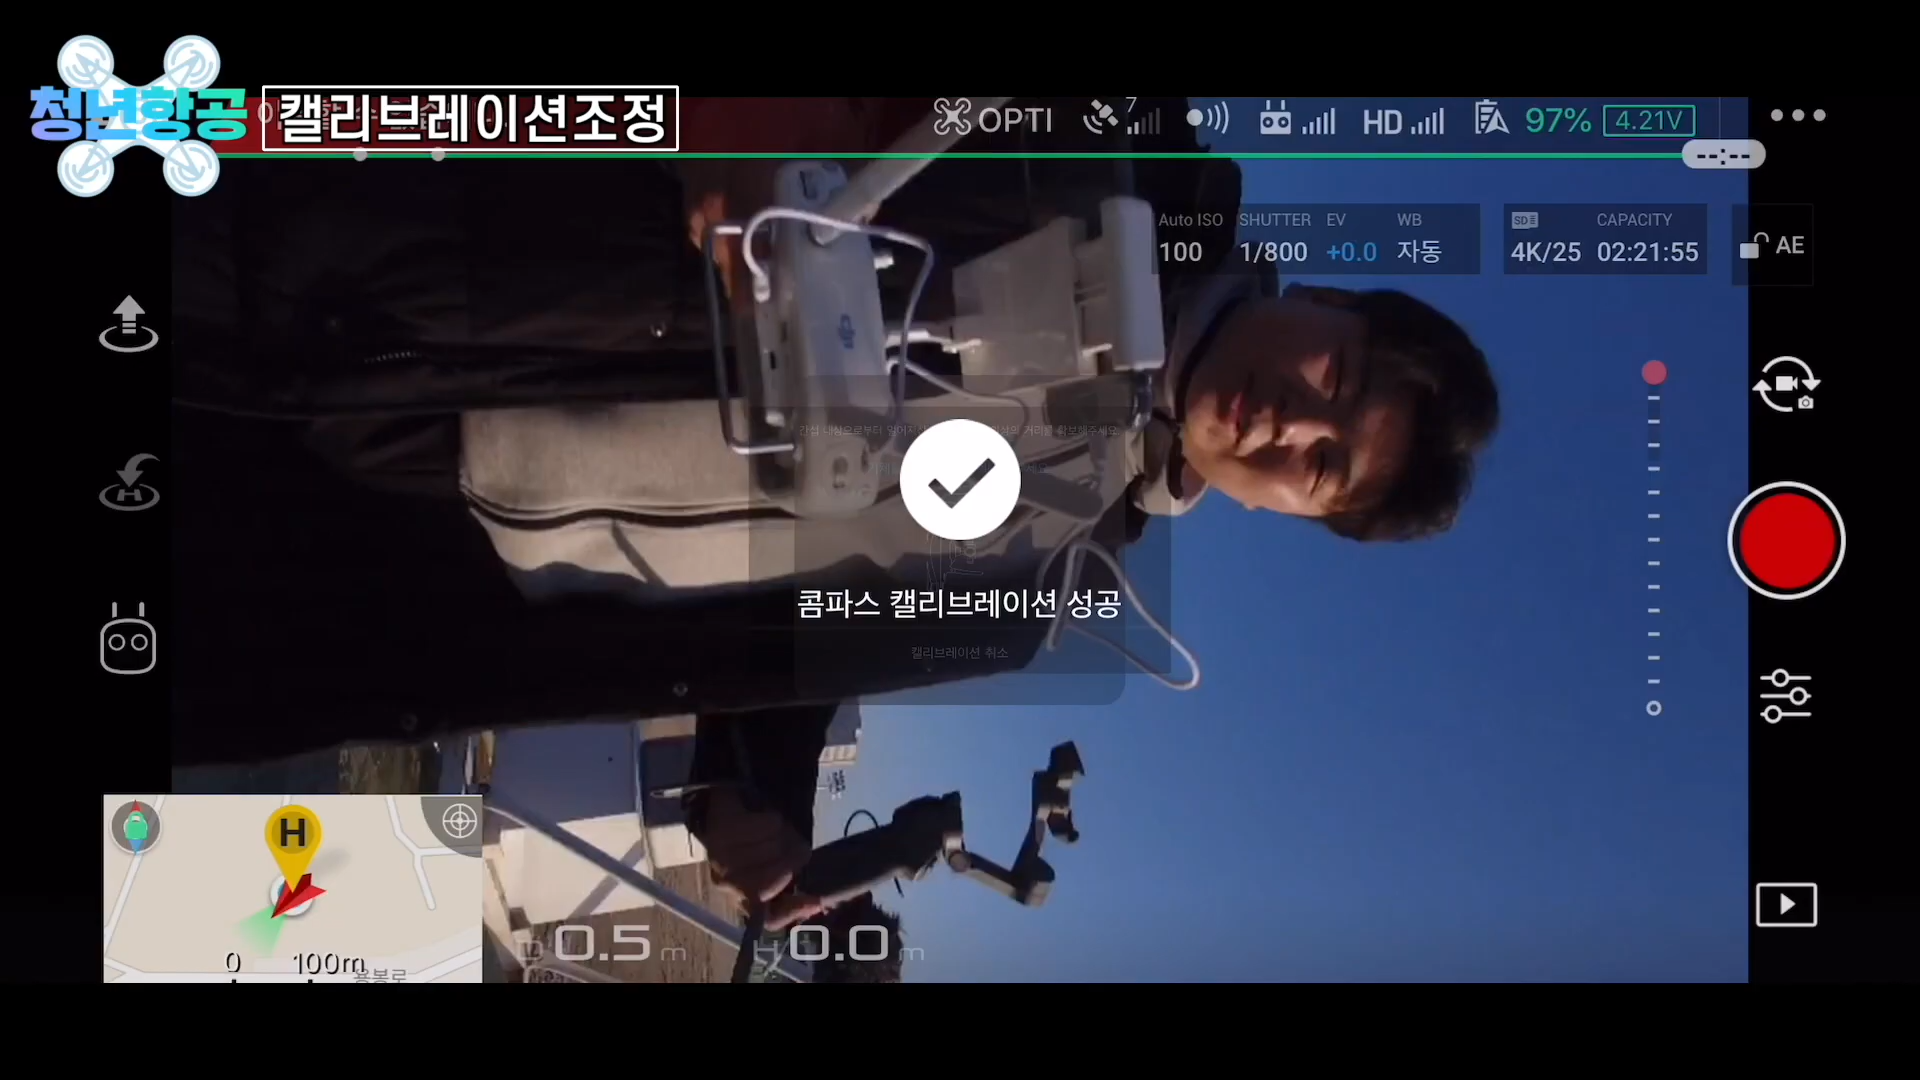 청년항공
캘리브레이션조정
OPTI
7
HD
97%
4.21V
--:--
Auto ISO
100
SHUTTER
1/800
EV
+0.0
WB
자동
SD
4K/25
CAPACITY
02:21:55
AE
콤파스 캘리브레이션 성공
캘리브레이션 취소
H
0 100m
용봉로
D 0.5 m H 0.0 m